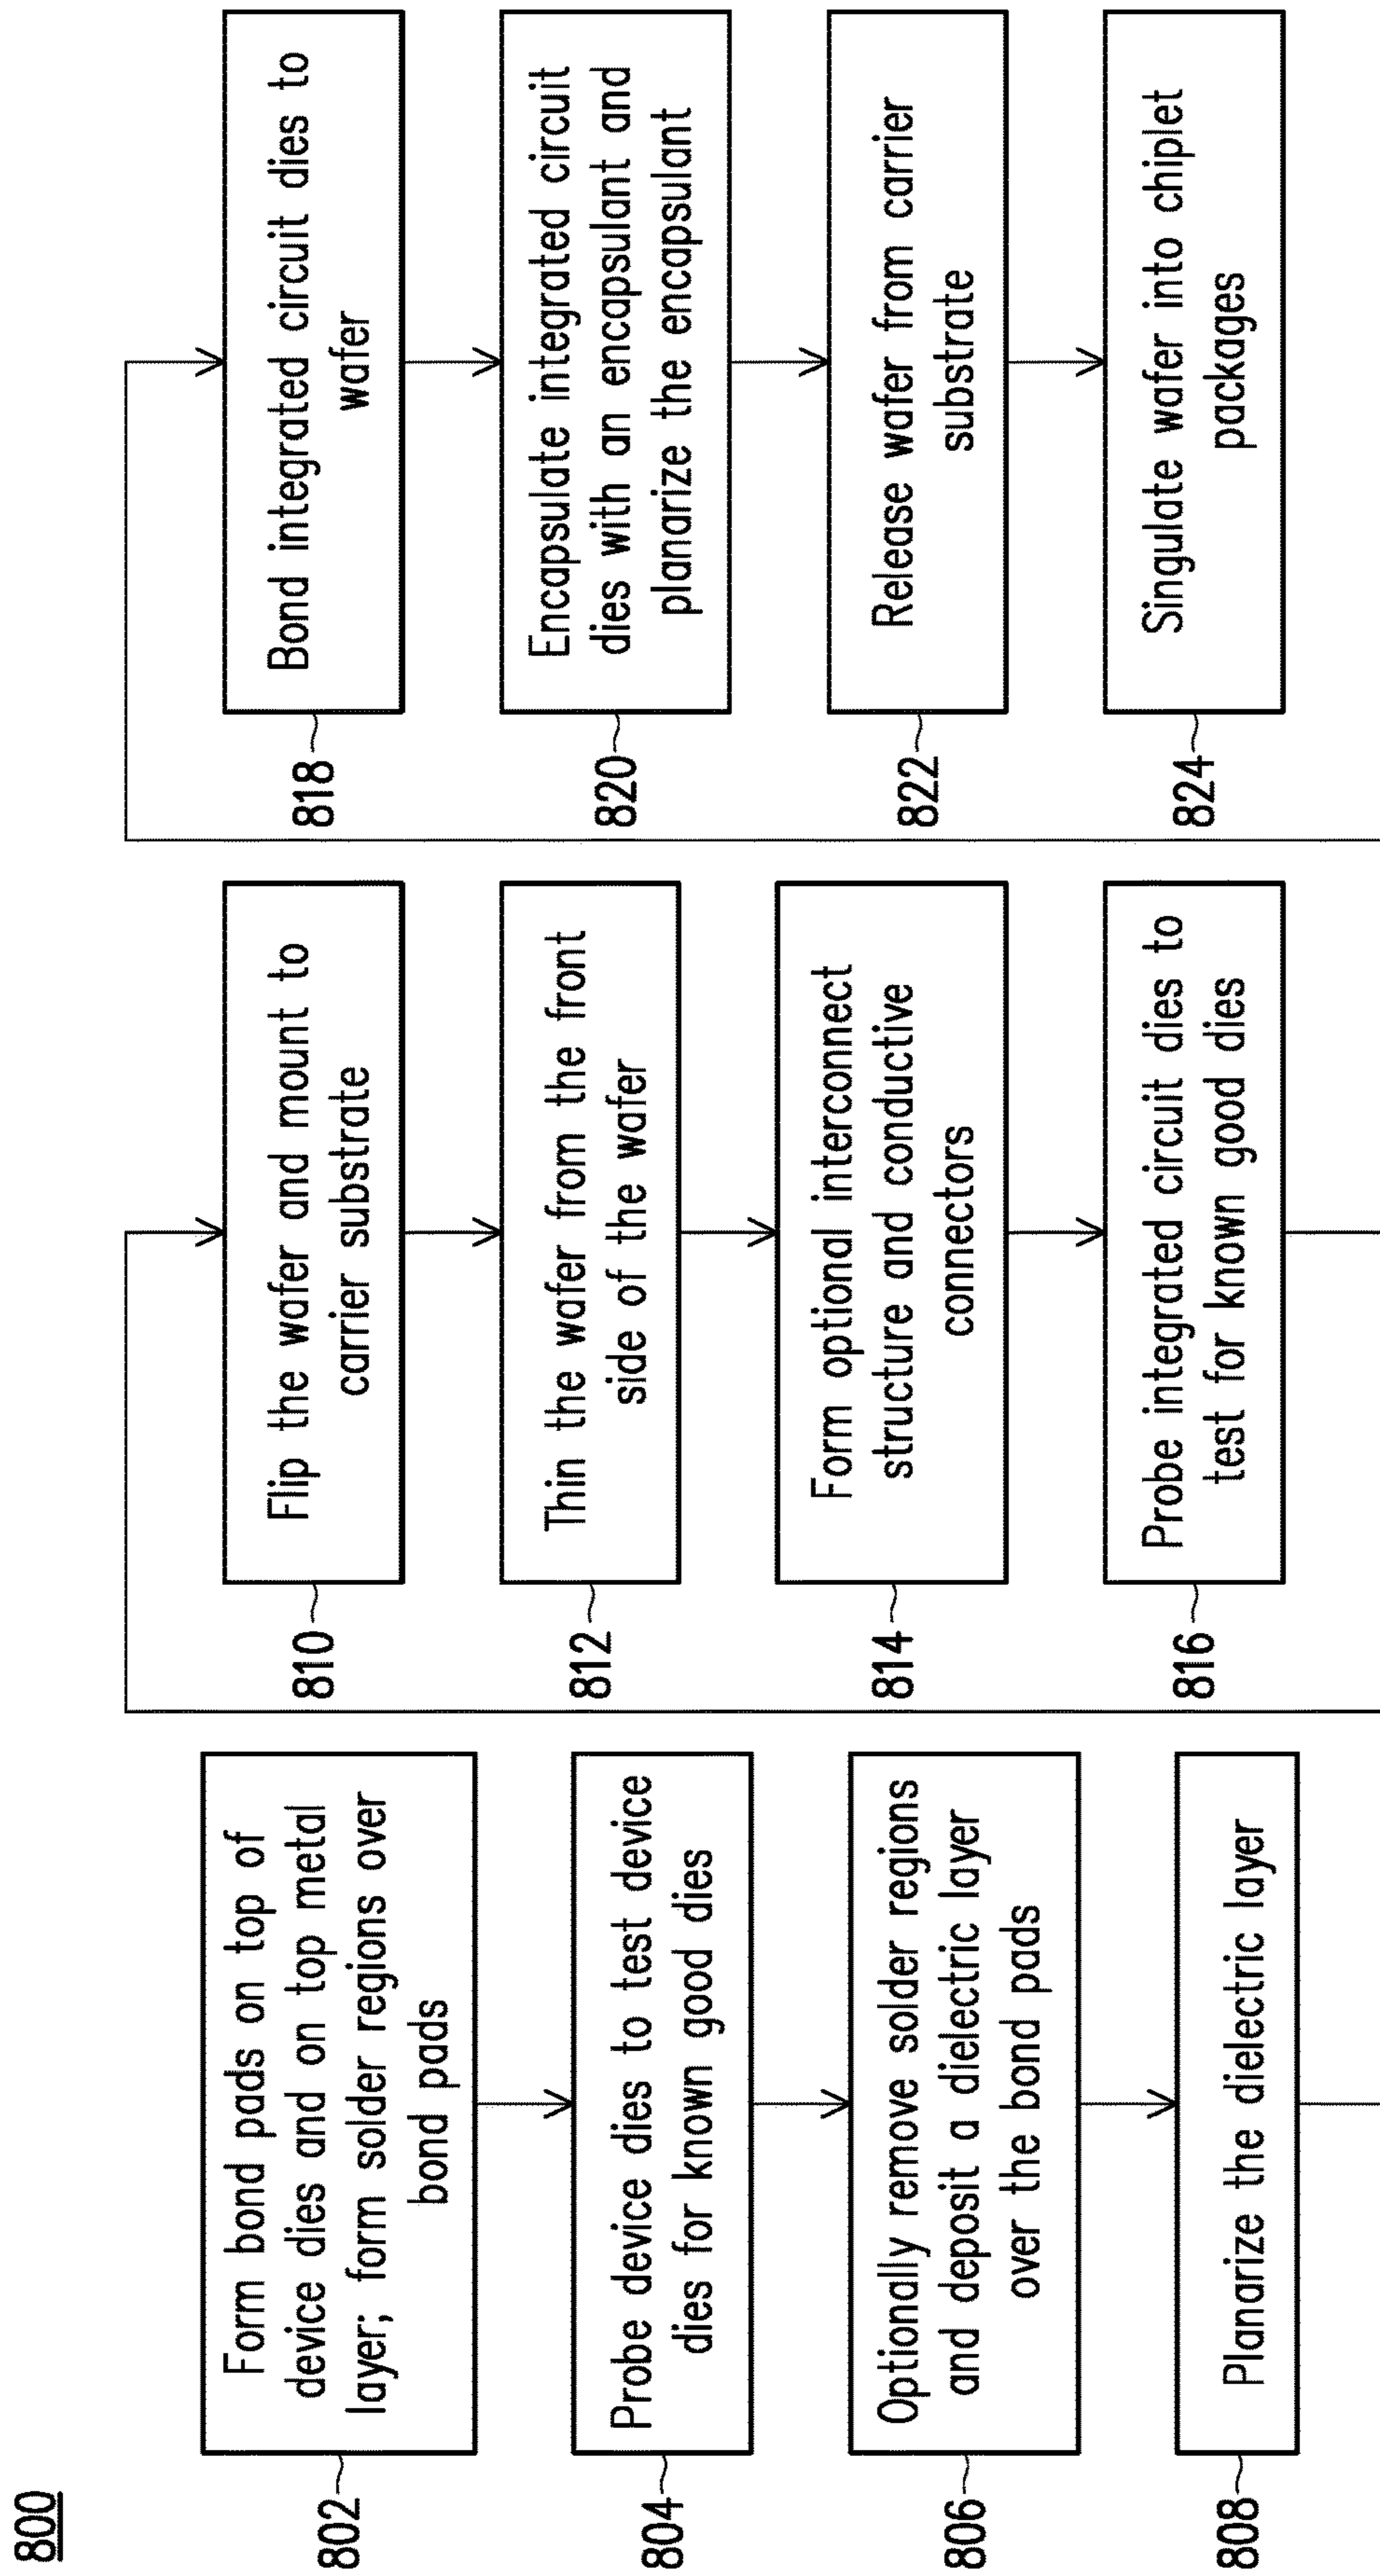 800
802
Form bond pads on top of
device dies and on top metal
layer; form solder regions over
bond pads
804
Probe device dies to test device
dies for known good dies
806
Optionally remove solder regions
and deposit a dielectric layer
over the bond pads
808
Planarize the dielectric layer
810
Flip the wafer and mount to
carrier substrate
812
Thin the wafer from the front
side of the wafer
814
Form optional interconnect
structure and conductive
connectors
816
Probe integrated circuit dies to
test for known good dies
818
Bond integrated circuit dies to
wafer
820
Encapsulate integrated circuit
dies with an encapsulant and
planarize the encapsulant
822
Release wafer from carrier
substrate
824
Singulate wafer into chiplet
packages